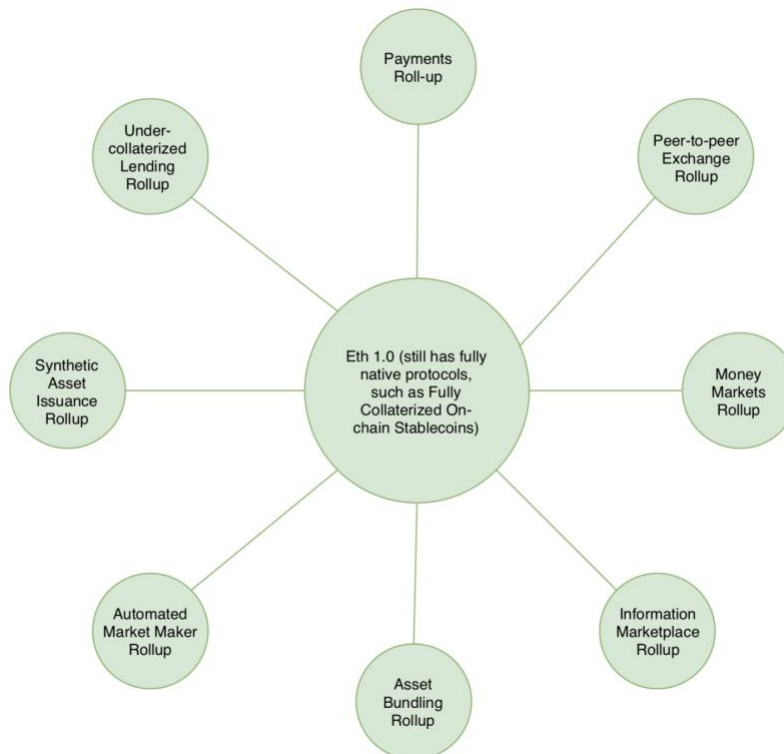 Payments
Roll-up
Under-
collaterized
Lending
Rollup
Peer-to-peer
Exchange
Rollup
Eth 1.0 (still has fully
native protocols,
such as Fully
Collaterized On-
chain Stablecoins)
Synthetic
Asset
Issuance
Rollup
Money
Markets
Rollup
Automated
Market Maker
Rollup
Information
Marketplace
Rollup
Asset
Bundling
Rollup